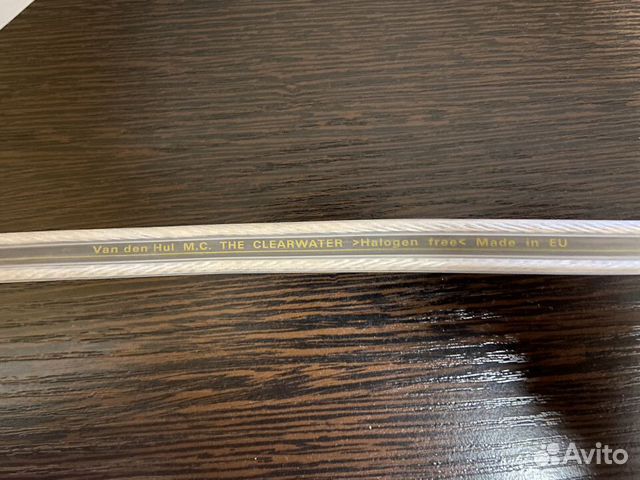 Van den Hul M.C. THE CLEARWATER >Halogen free< Made in EU
Avito